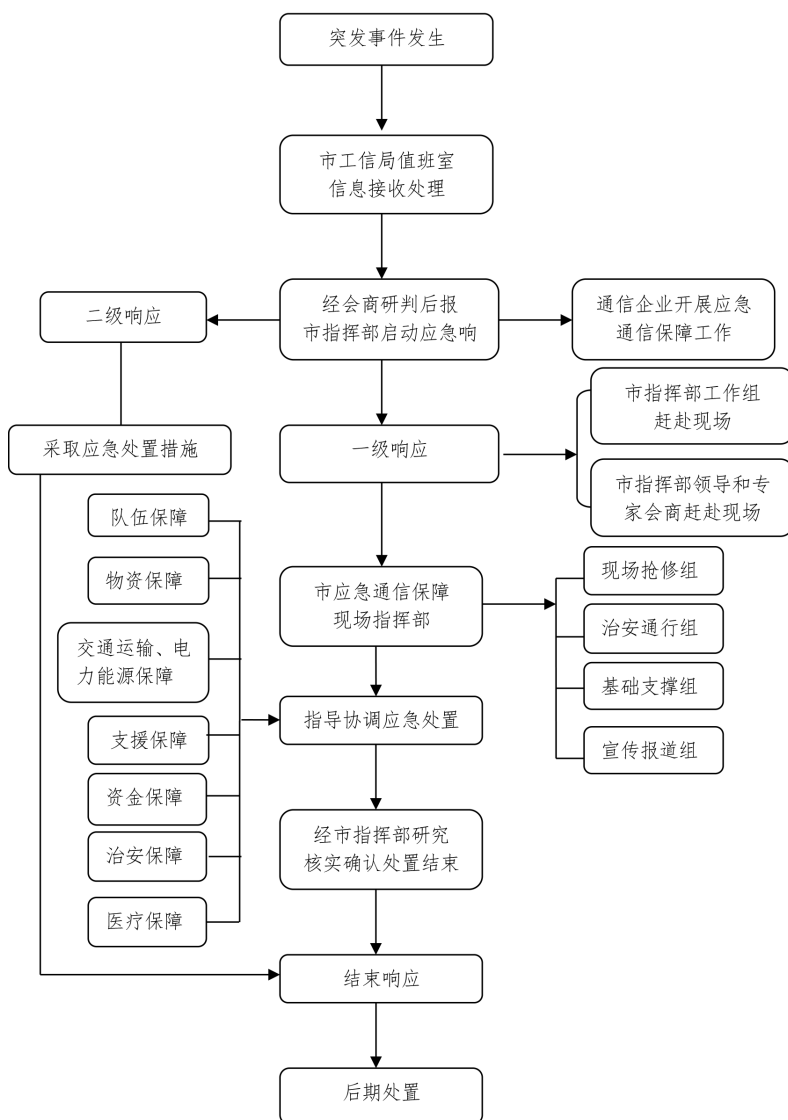 突发事件发生
市工信局值班室
信息接收处理
二级响应
经会商研判后报
市指挥部启动应急响
通信企业开展应急
通信保障工作
采取应急处置措施
一级响应
市指挥部工作组
赶赴现场
市指挥部领导和专
家会商赶赴现场
队伍保障
物资保障
交通运输、电
力能源保障
支援保障
资金保障
治安保障
医疗保障
市应急通信保障
现场指挥部
现场抢修组
治安通行组
基础支撑组
宣传报道组
指导协调应急处置
经市指挥部研究
核实确认处置结束
结束响应
后期处置